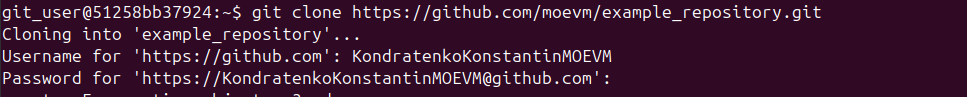 git_user@51258bb37924:~$ git clone https://github.com/moevm/example_repository.git
Cloning into 'example_repository'...
Username for 'https://github.com': KondratenkoKonstantinMOEVM
Password for 'https://KondratenkoKonstantinMOEVM@github.com':